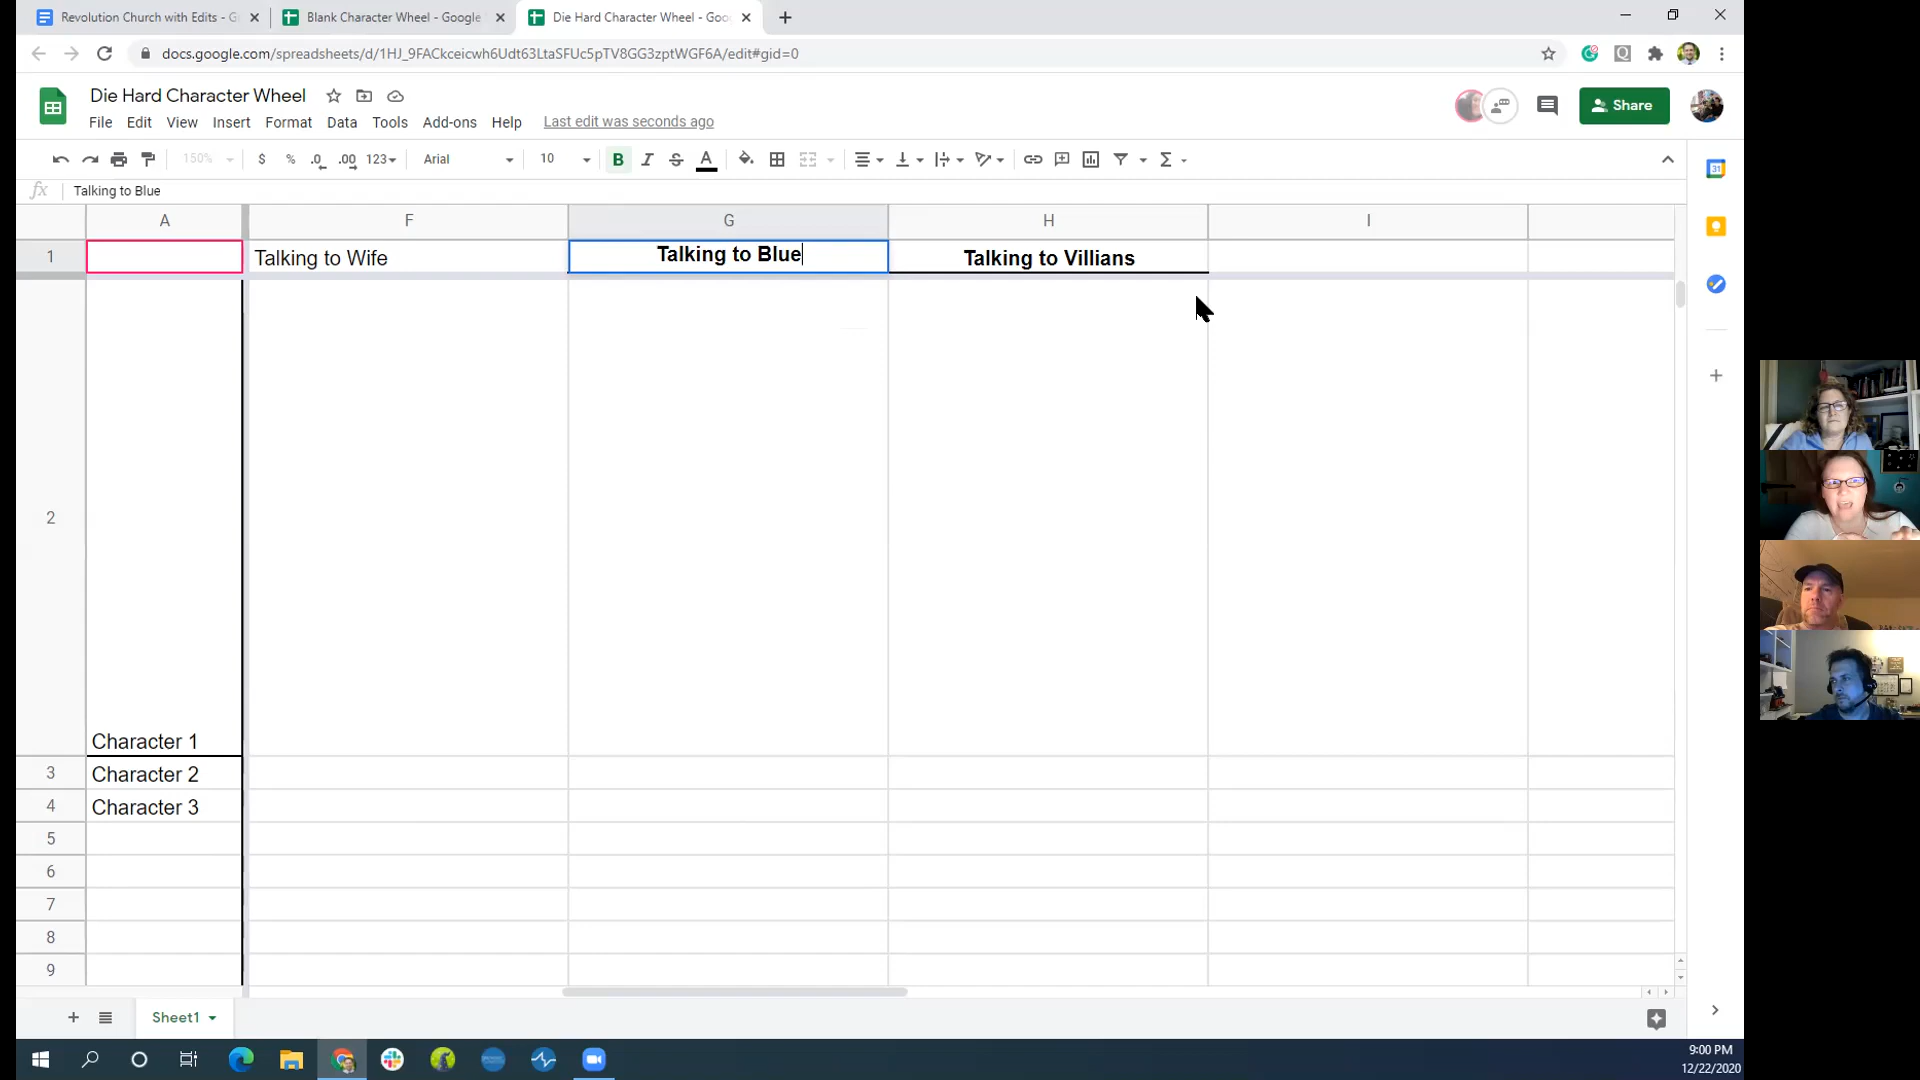 Revolution Church with Edits - G
Blank Character Wheel - Google
Die Hard Character Wheel - Goo
docs.google.com/spreadsheets/d/1HJ_9FACkceicwh6Udt63LtaSFUc5pTV8GG3zptWGF6A/edit#gid=0
Die Hard Character Wheel
Share
File Edit View Insert Format Data Tools Add-ons Help Last edit was seconds ago
150% $ % .0 .00 123 Arial 10 B I S A
fx Talking to Blue
A F G H I
1 Talking to Wife Talking to Blue Talking to Villians
2 Character 1
3 Character 2
4 Character 3
5
6
7
8
9
Sheet1
9:00 PM
12/22/2020
31